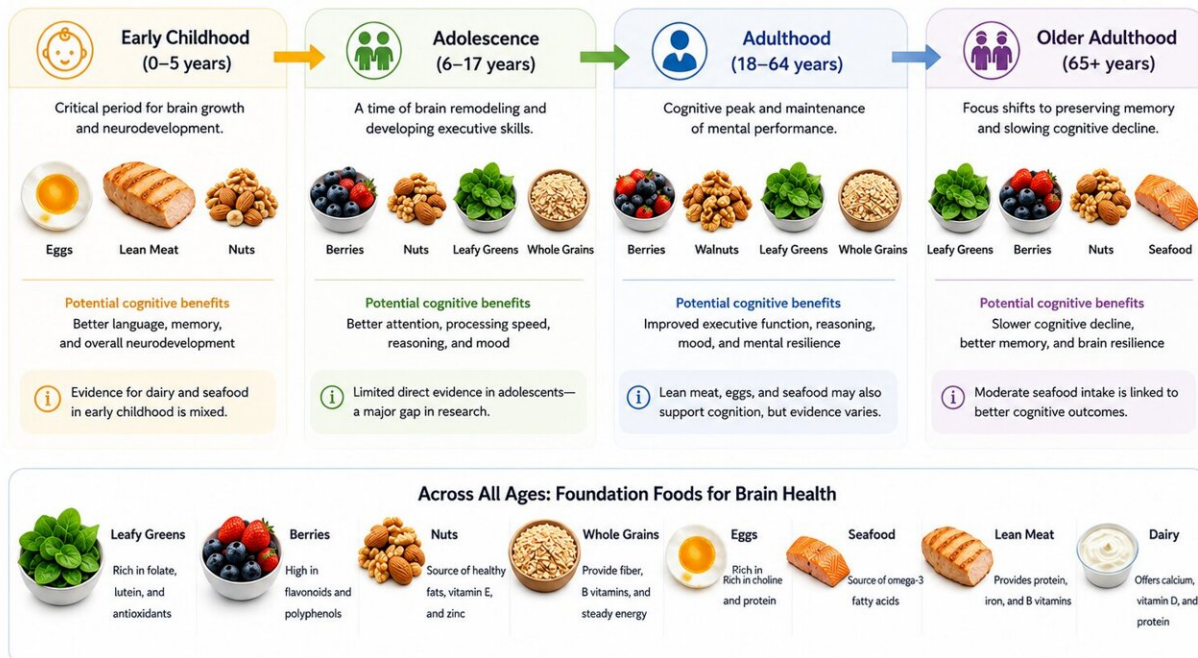 Early Childhood
(0–5 years)
Critical period for brain growth
and neurodevelopment.
Eggs
Lean Meat
Nuts
Potential cognitive benefits
Better language, memory,
and overall neurodevelopment
Evidence for dairy and seafood
in early childhood is mixed.
Adolescence
(6–17 years)
A time of brain remodeling and
developing executive skills.
Berries
Nuts
Leafy Greens
Whole Grains
Potential cognitive benefits
Better attention, processing speed,
reasoning, and mood
Limited direct evidence in adolescents—
a major gap in research.
Adulthood
(18–64 years)
Cognitive peak and maintenance
of mental performance.
Berries
Walnuts
Leafy Greens
Whole Grains
Potential cognitive benefits
Improved executive function, reasoning,
mood, and mental resilience
Lean meat, eggs, and seafood may also
support cognition, but evidence varies.
Older Adulthood
(65+ years)
Focus shifts to preserving memory
and slowing cognitive decline.
Leafy Greens
Berries
Nuts
Seafood
Potential cognitive benefits
Slower cognitive decline,
better memory, and brain resilience
Moderate seafood intake is linked to
better cognitive outcomes.
Across All Ages: Foundation Foods for Brain Health
Leafy Greens
Rich in folate,
lutein, and
antioxidants
Berries
High in
flavonoids and
polyphenols
Nuts
Source of healthy
fats, vitamin E,
and zinc
Whole Grains
Provide fiber,
B vitamins, and
steady energy
Eggs
Rich in
Rich in choline
and protein
Seafood
Source of omega-3
fatty acids
Lean Meat
Provides protein,
iron, and B vitamins
Dairy
Offers calcium,
vitamin D, and
protein